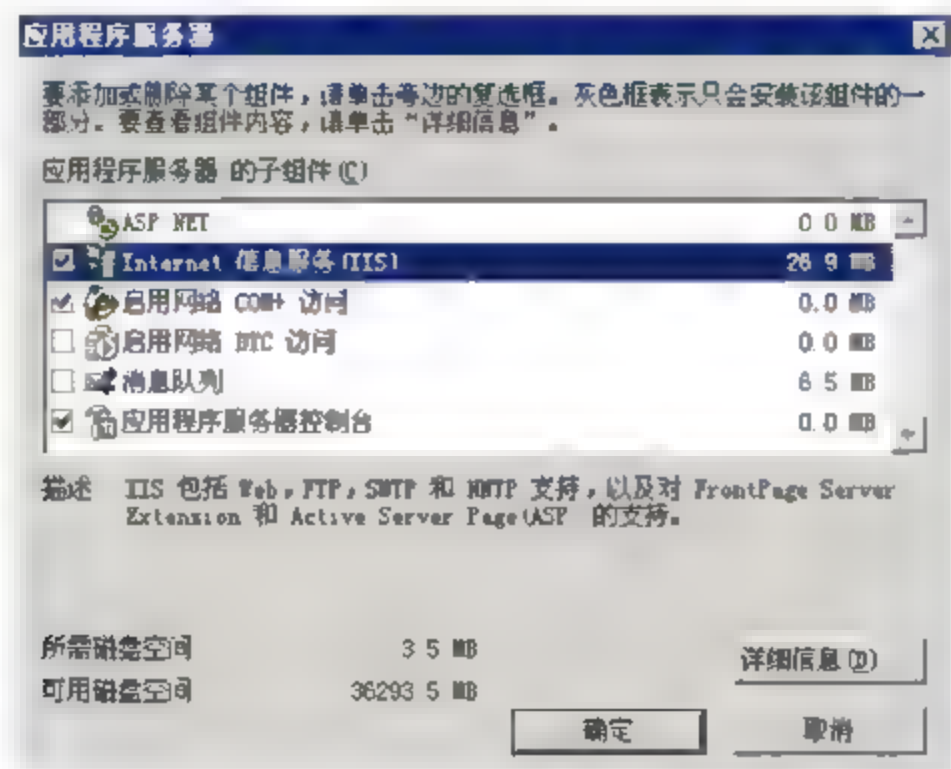 应用程序服务器
要添加或删除某个组件，请单击旁边的复选框。灰色框表示只会安装该组件的一
部分。要查看组件内容，请单击“详细信息”。
应用程序服务器 的子组件(C)
ASP NET 0 0 MB
Internet 信息服务(IIS) 26 9 MB
启用网络 COM+ 访问 0.0 MB
启用网络 DTC 访问 0 0 MB
消息队列 6 5 MB
应用程序服务器控制台 0.0 MB
描述 IIS 包括 Web，FTP，SMTP 和 NNTP 支持，以及对 FrontPage Server
Extension 和 Active Server Page(ASP 的支持。
所需磁盘空间 3 5 MB
详细信息(D)
可用磁盘空间 36293 5 MB
确定 取消